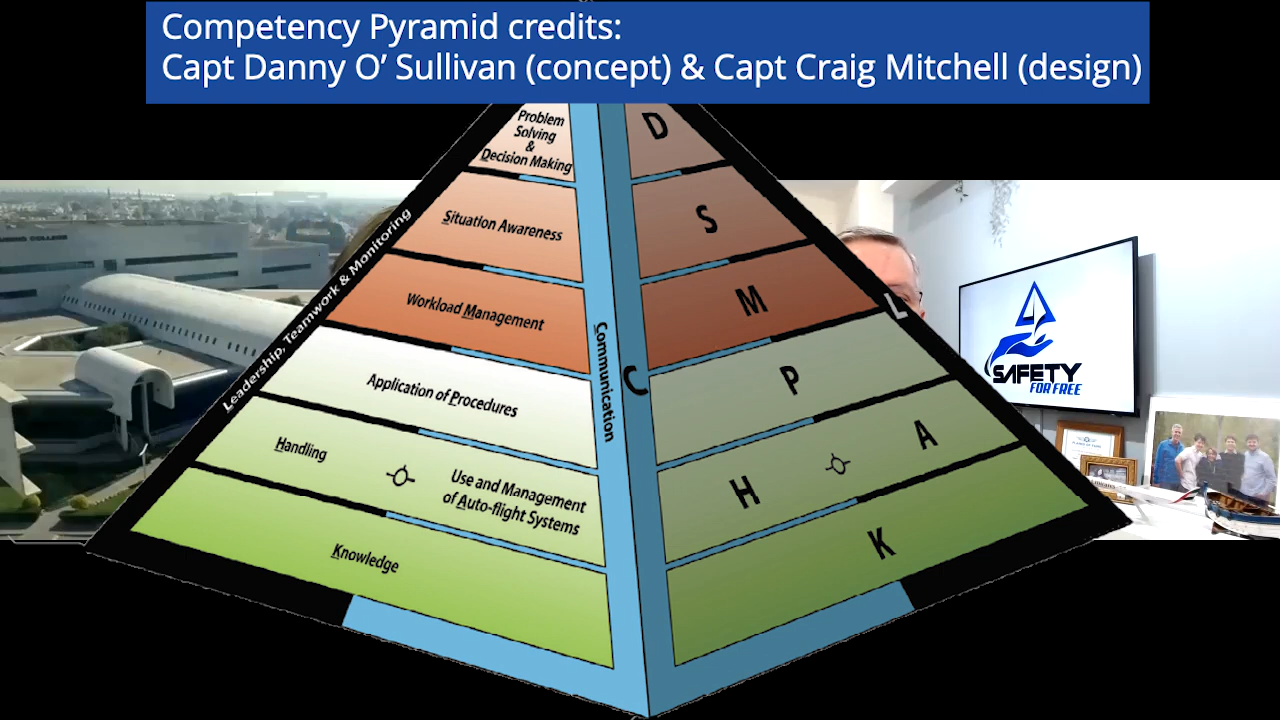 Competency Pyramid credits:
Capt Danny O’ Sullivan (concept) & Capt Craig Mitchell (design)
Problem
Solving
&
Decision Making
D
Situation Awareness
S
Leadership, Teamwork & Monitoring
Workload Management
M
L
Communication
C
Application of Procedures
P
Handling
Use and Management
of Auto-flight Systems
H
A
Knowledge
K
SAFETY
FOR FREE
COLLEGE